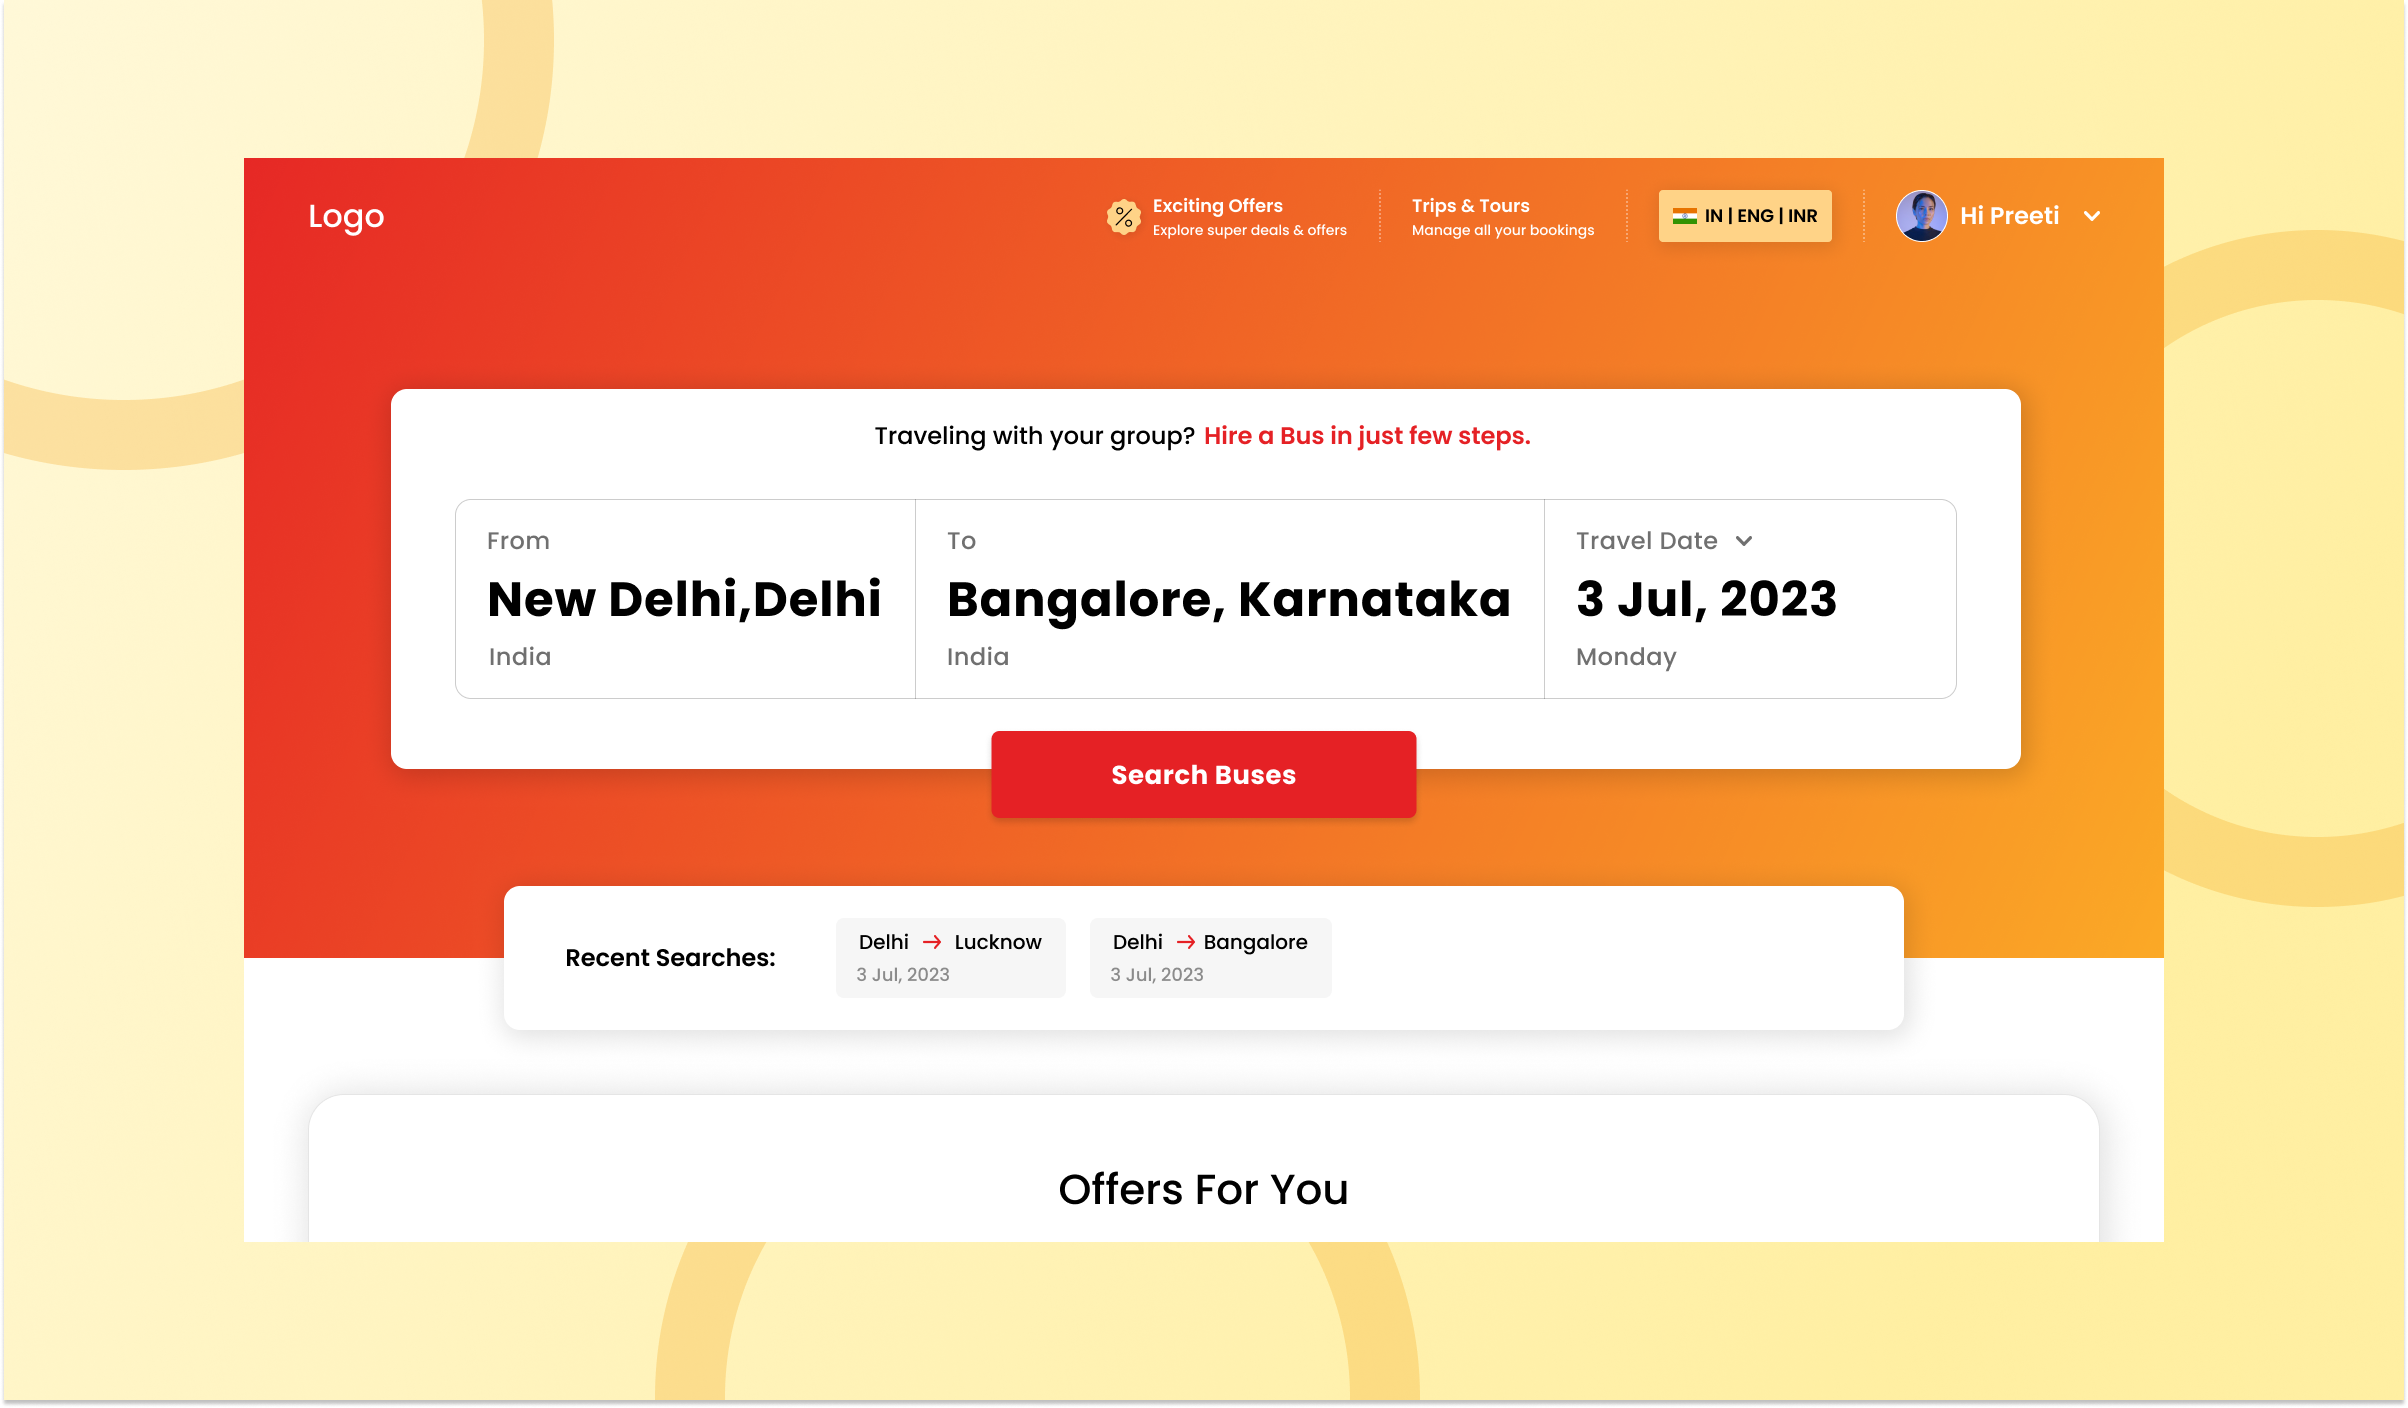 Logo
Exciting Offers
Explore super deals & offers
Trips & Tours
Manage all your bookings
IN | ENG | INR
Hi Preeti
Traveling with your group? Hire a Bus in just few steps.
From
New Delhi,Delhi
India
To
Bangalore, Karnataka
India
Travel Date
3 Jul, 2023
Monday
Search Buses
Recent Searches:
Delhi → Lucknow
3 Jul, 2023
Delhi → Bangalore
3 Jul, 2023
Offers For You